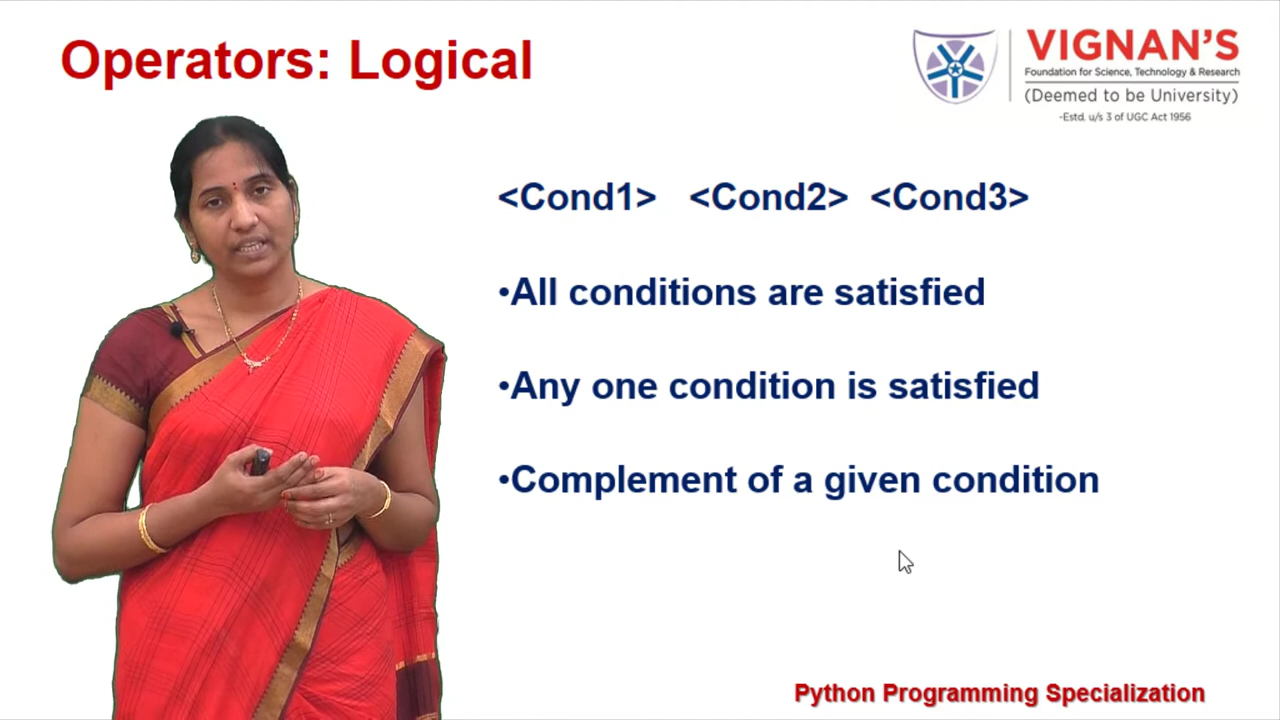 Operators: Logical
VIGNAN'S
Foundation for Science, Technology & Research
(Deemed to be University)
-Estd. u/s 3 of UGC Act 1956
<Cond1> <Cond2> <Cond3>
•All conditions are satisfied
•Any one condition is satisfied
•Complement of a given condition
Python Programming Specialization